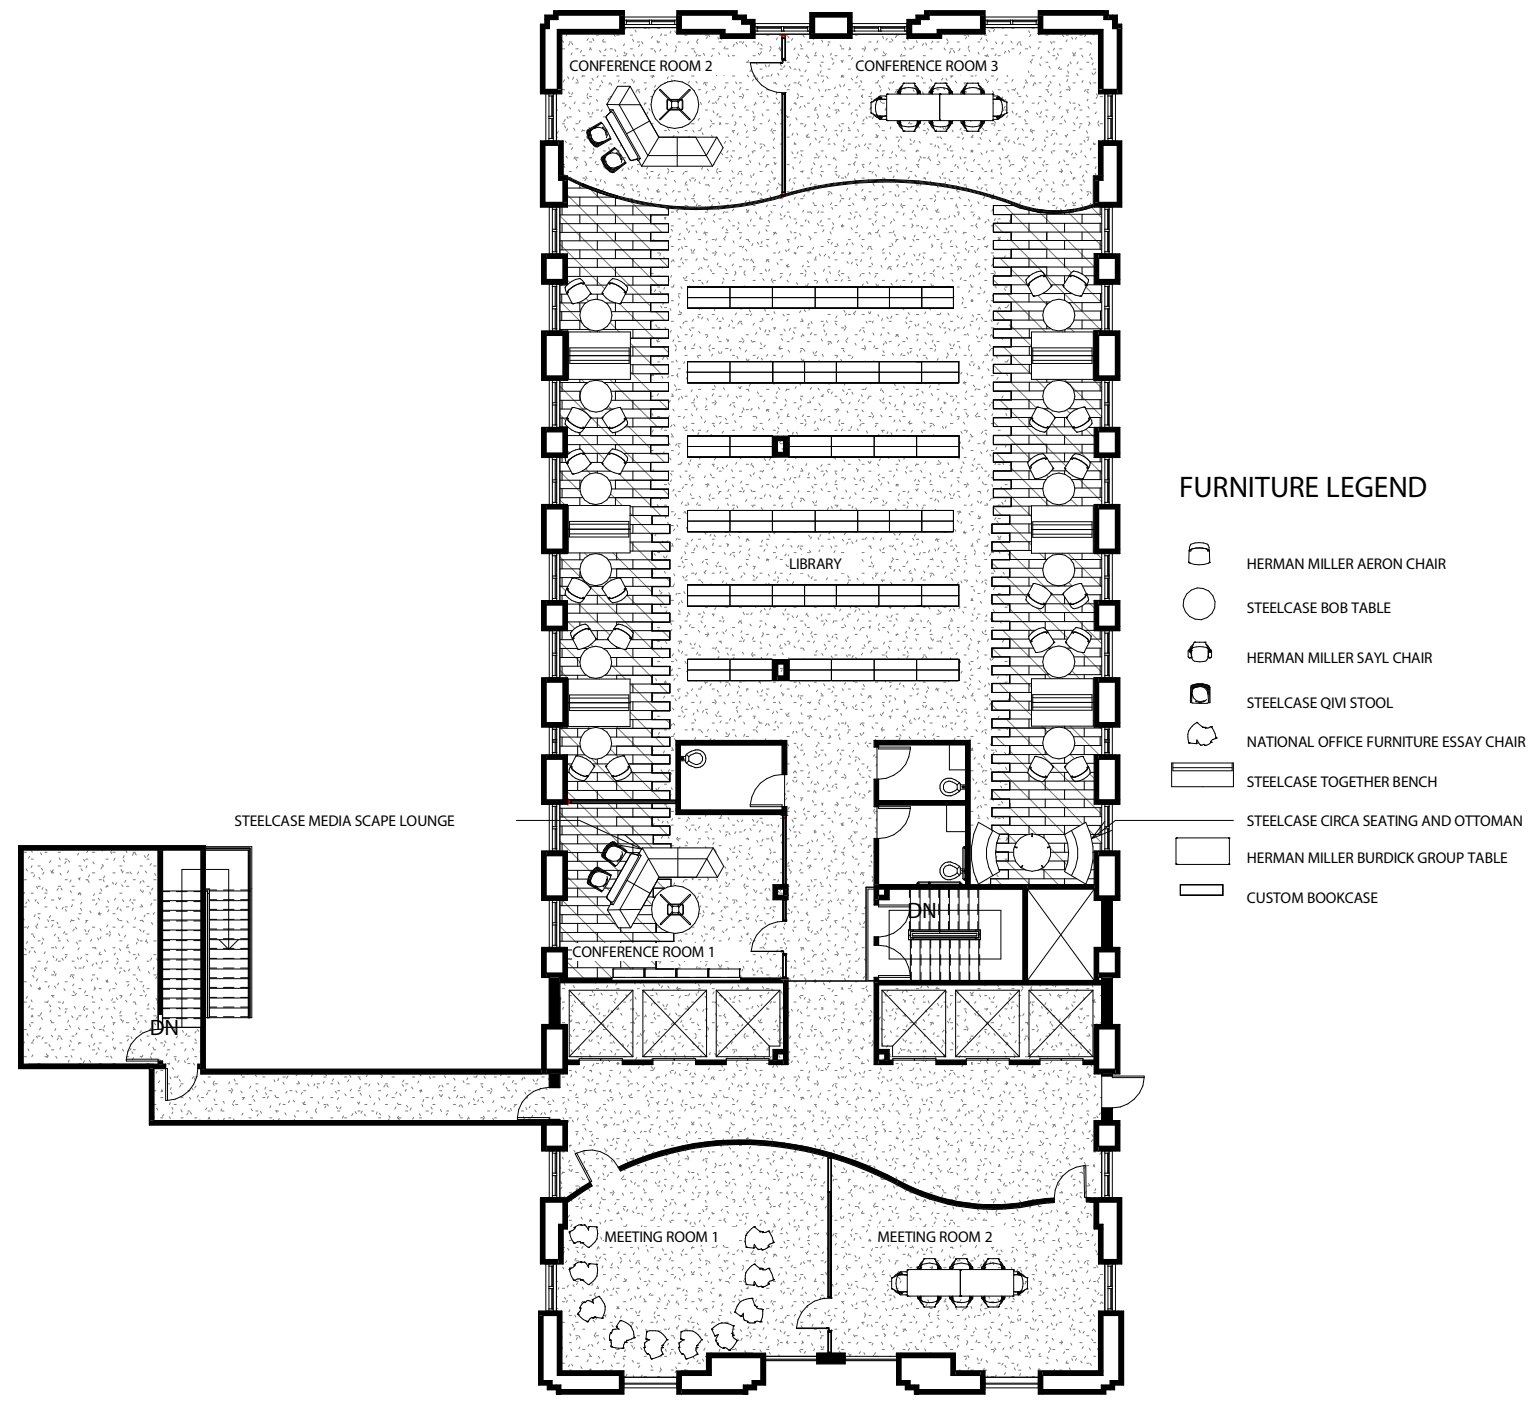 CONFERENCE ROOM 2
CONFERENCE ROOM 3
FURNITURE LEGEND
HERMAN MILLER AERON CHAIR
LIBRARY
STEELCASE BOB TABLE
HERMAN MILLER SAYL CHAIR
STEELCASE QIVI STOOL
NATIONAL OFFICE FURNITURE ESSAY CHAIR
STEELCASE TOGETHER BENCH
STEELCASE MEDIA SCAPE LOUNGE
STEELCASE CIRCA SEATING AND OTTOMAN
HERMAN MILLER BURDICK GROUP TABLE
CUSTOM BOOKCASE
DN
CONFERENCE ROOM 1
DN
MEETING ROOM 1
MEETING ROOM 2